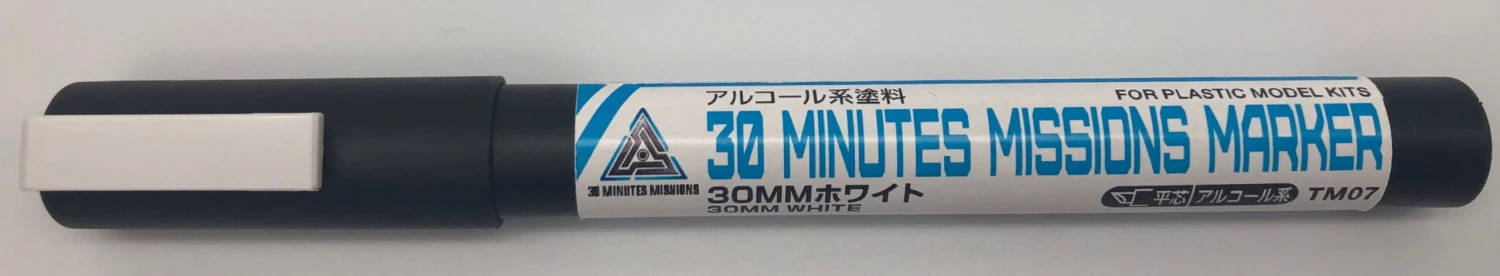 アルコール系塗料
FOR PLASTIC MODEL KITS
30 MINUTES MISSIONS MARKER
30 MINUTES MISSIONS
30MMホワイト
30MM WHITE
平芯 アルコール系 TM07